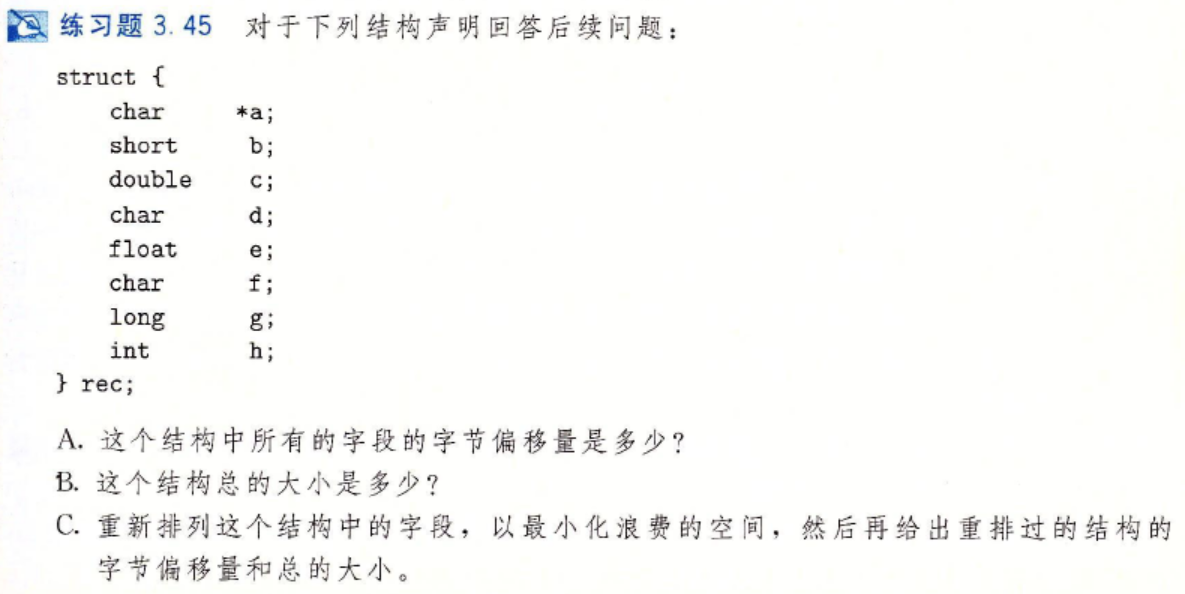 练习题 3.45 对于下列结构声明回答后续问题：
struct {
    char    *a;
    short    b;
    double   c;
    char     d;
    float    e;
    char     f;
    long     g;
    int      h;
} rec;
A. 这个结构中所有的字段的字节偏移量是多少？
B. 这个结构总的大小是多少？
C. 重新排列这个结构中的字段，以最小化浪费的空间，然后再给出重排过的结构的
字节偏移量和总的大小。